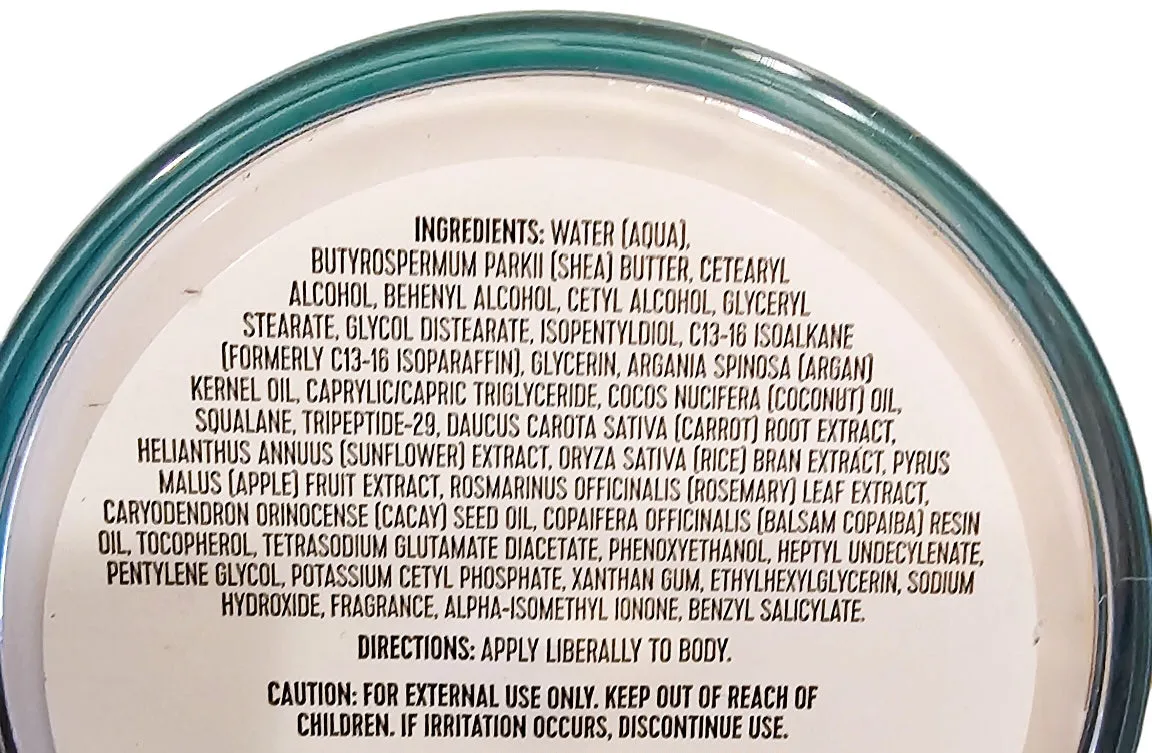 INGREDIENTS: WATER (AQUA),
BUTYROSPERMUM PARKII (SHEA) BUTTER, CETEARYL
ALCOHOL, BEHENYL ALCOHOL, CETYL ALCOHOL, GLYCERYL
STEARATE, GLYCOL DISTEARATE, ISOPENTYLDIOL, C13-16 ISOALKANE
(FORMERLY C13-16 ISOPARAFFIN), GLYCERIN, ARGANIA SPINOSA (ARGAN)
KERNEL OIL, CAPRYLIC/CAPRIC TRIGLYCERIDE, COCOS NUCIFERA (COCONUT) OIL,
SQUALANE, TRIPEPTIDE-29, DAUCUS CAROTA SATIVA (CARROT) ROOT EXTRACT,
HELIANTHUS ANNUUS (SUNFLOWER) EXTRACT, ORYZA SATIVA (RICE) BRAN EXTRACT, PYRUS
MALUS (APPLE) FRUIT EXTRACT, ROSMARINUS OFFICINALIS (ROSEMARY) LEAF EXTRACT,
CARYODENDRON ORINOCENSE (CACAY) SEED OIL, COPAIFERA OFFICINALIS (BALSAM COPAIBA) RESIN
OIL, TOCOPHEROL, TETRASODIUM GLUTAMATE DIACETATE, PHENOXYETHANOL, HEPTYL UNDECYLENATE,
PENTYLENE GLYCOL, POTASSIUM CETYL PHOSPHATE, XANTHAN GUM, ETHYLHEXYLGLYCERIN, SODIUM
HYDROXIDE, FRAGRANCE, ALPHA-ISOMETHYL IONONE, BENZYL SALICYLATE.
DIRECTIONS: APPLY LIBERALLY TO BODY.
CAUTION: FOR EXTERNAL USE ONLY. KEEP OUT OF REACH OF
CHILDREN. IF IRRITATION OCCURS, DISCONTINUE USE.